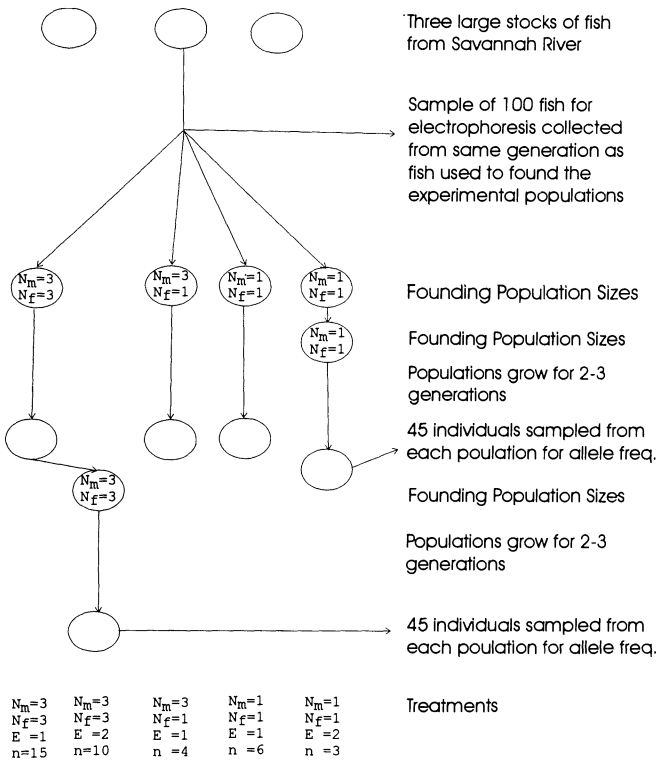 Three large stocks of fish
from Savannah River
Sample of 100 fish for
electrophoresis collected
from same generation as
fish used to found the
experimental populations
Nm=3 Nm=3 Nm=1 Nm=1
Nf=3 Nf=1 Nf=1 Nf=1
Founding Population Sizes
Nm=1
Nf=1
Founding Population Sizes
Populations grow for 2-3
generations
45 individuals sampled from
each poulation for allele freq.
Nm=3
Nf=3
Founding Population Sizes
Populations grow for 2-3
generations
45 individuals sampled from
each poulation for allele freq.
Nm=3 Nm=3 Nm=3 Nm=1 Nm=1 Treatments
Nf=3 Nf=3 Nf=1 Nf=1 Nf=1
E =1 E =2 E =1 E =1 E =2
n=15 n=10 n =4 n =6 n =3